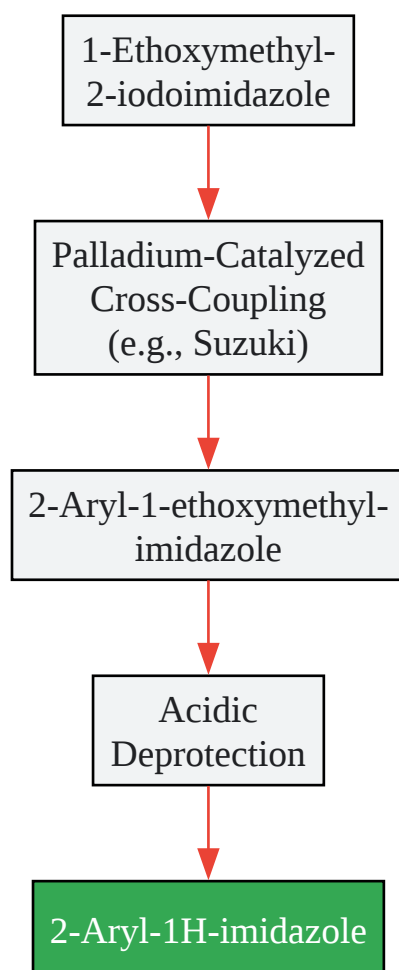 1-Ethoxymethyl-
2-iodoimidazole
Palladium-Catalyzed
Cross-Coupling
(e.g., Suzuki)
2-Aryl-1-ethoxymethyl-
imidazole
Acidic
Deprotection
2-Aryl-1H-imidazole